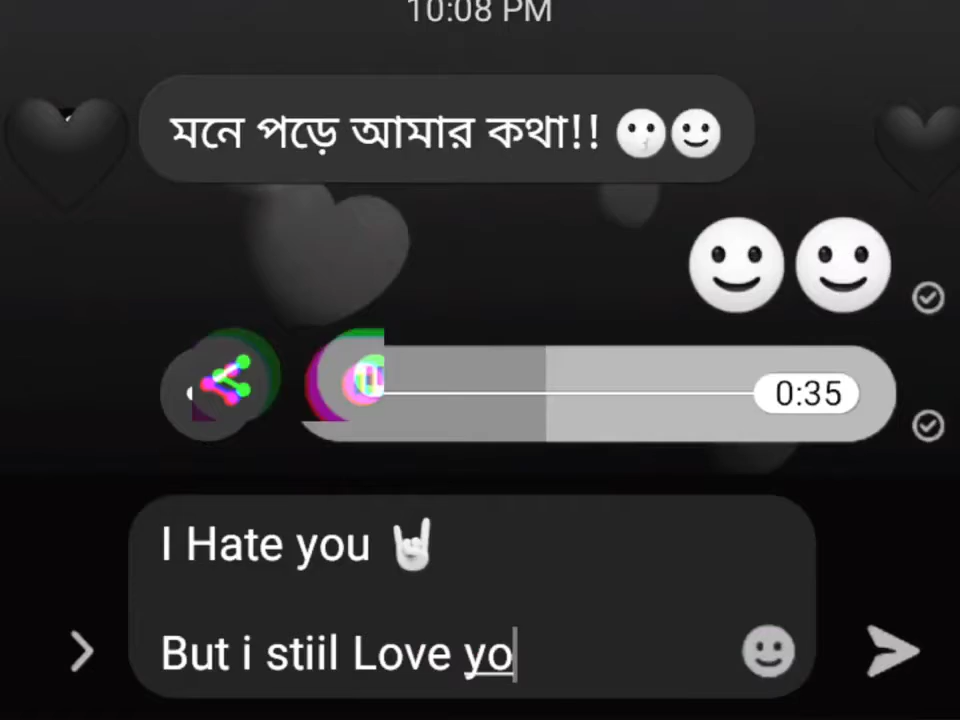 10:08 PM
মনে পড়ে আমার কথা!! 😗🙂
🙂🙂
0:35
I Hate you 🤘
But i stiil Love yo